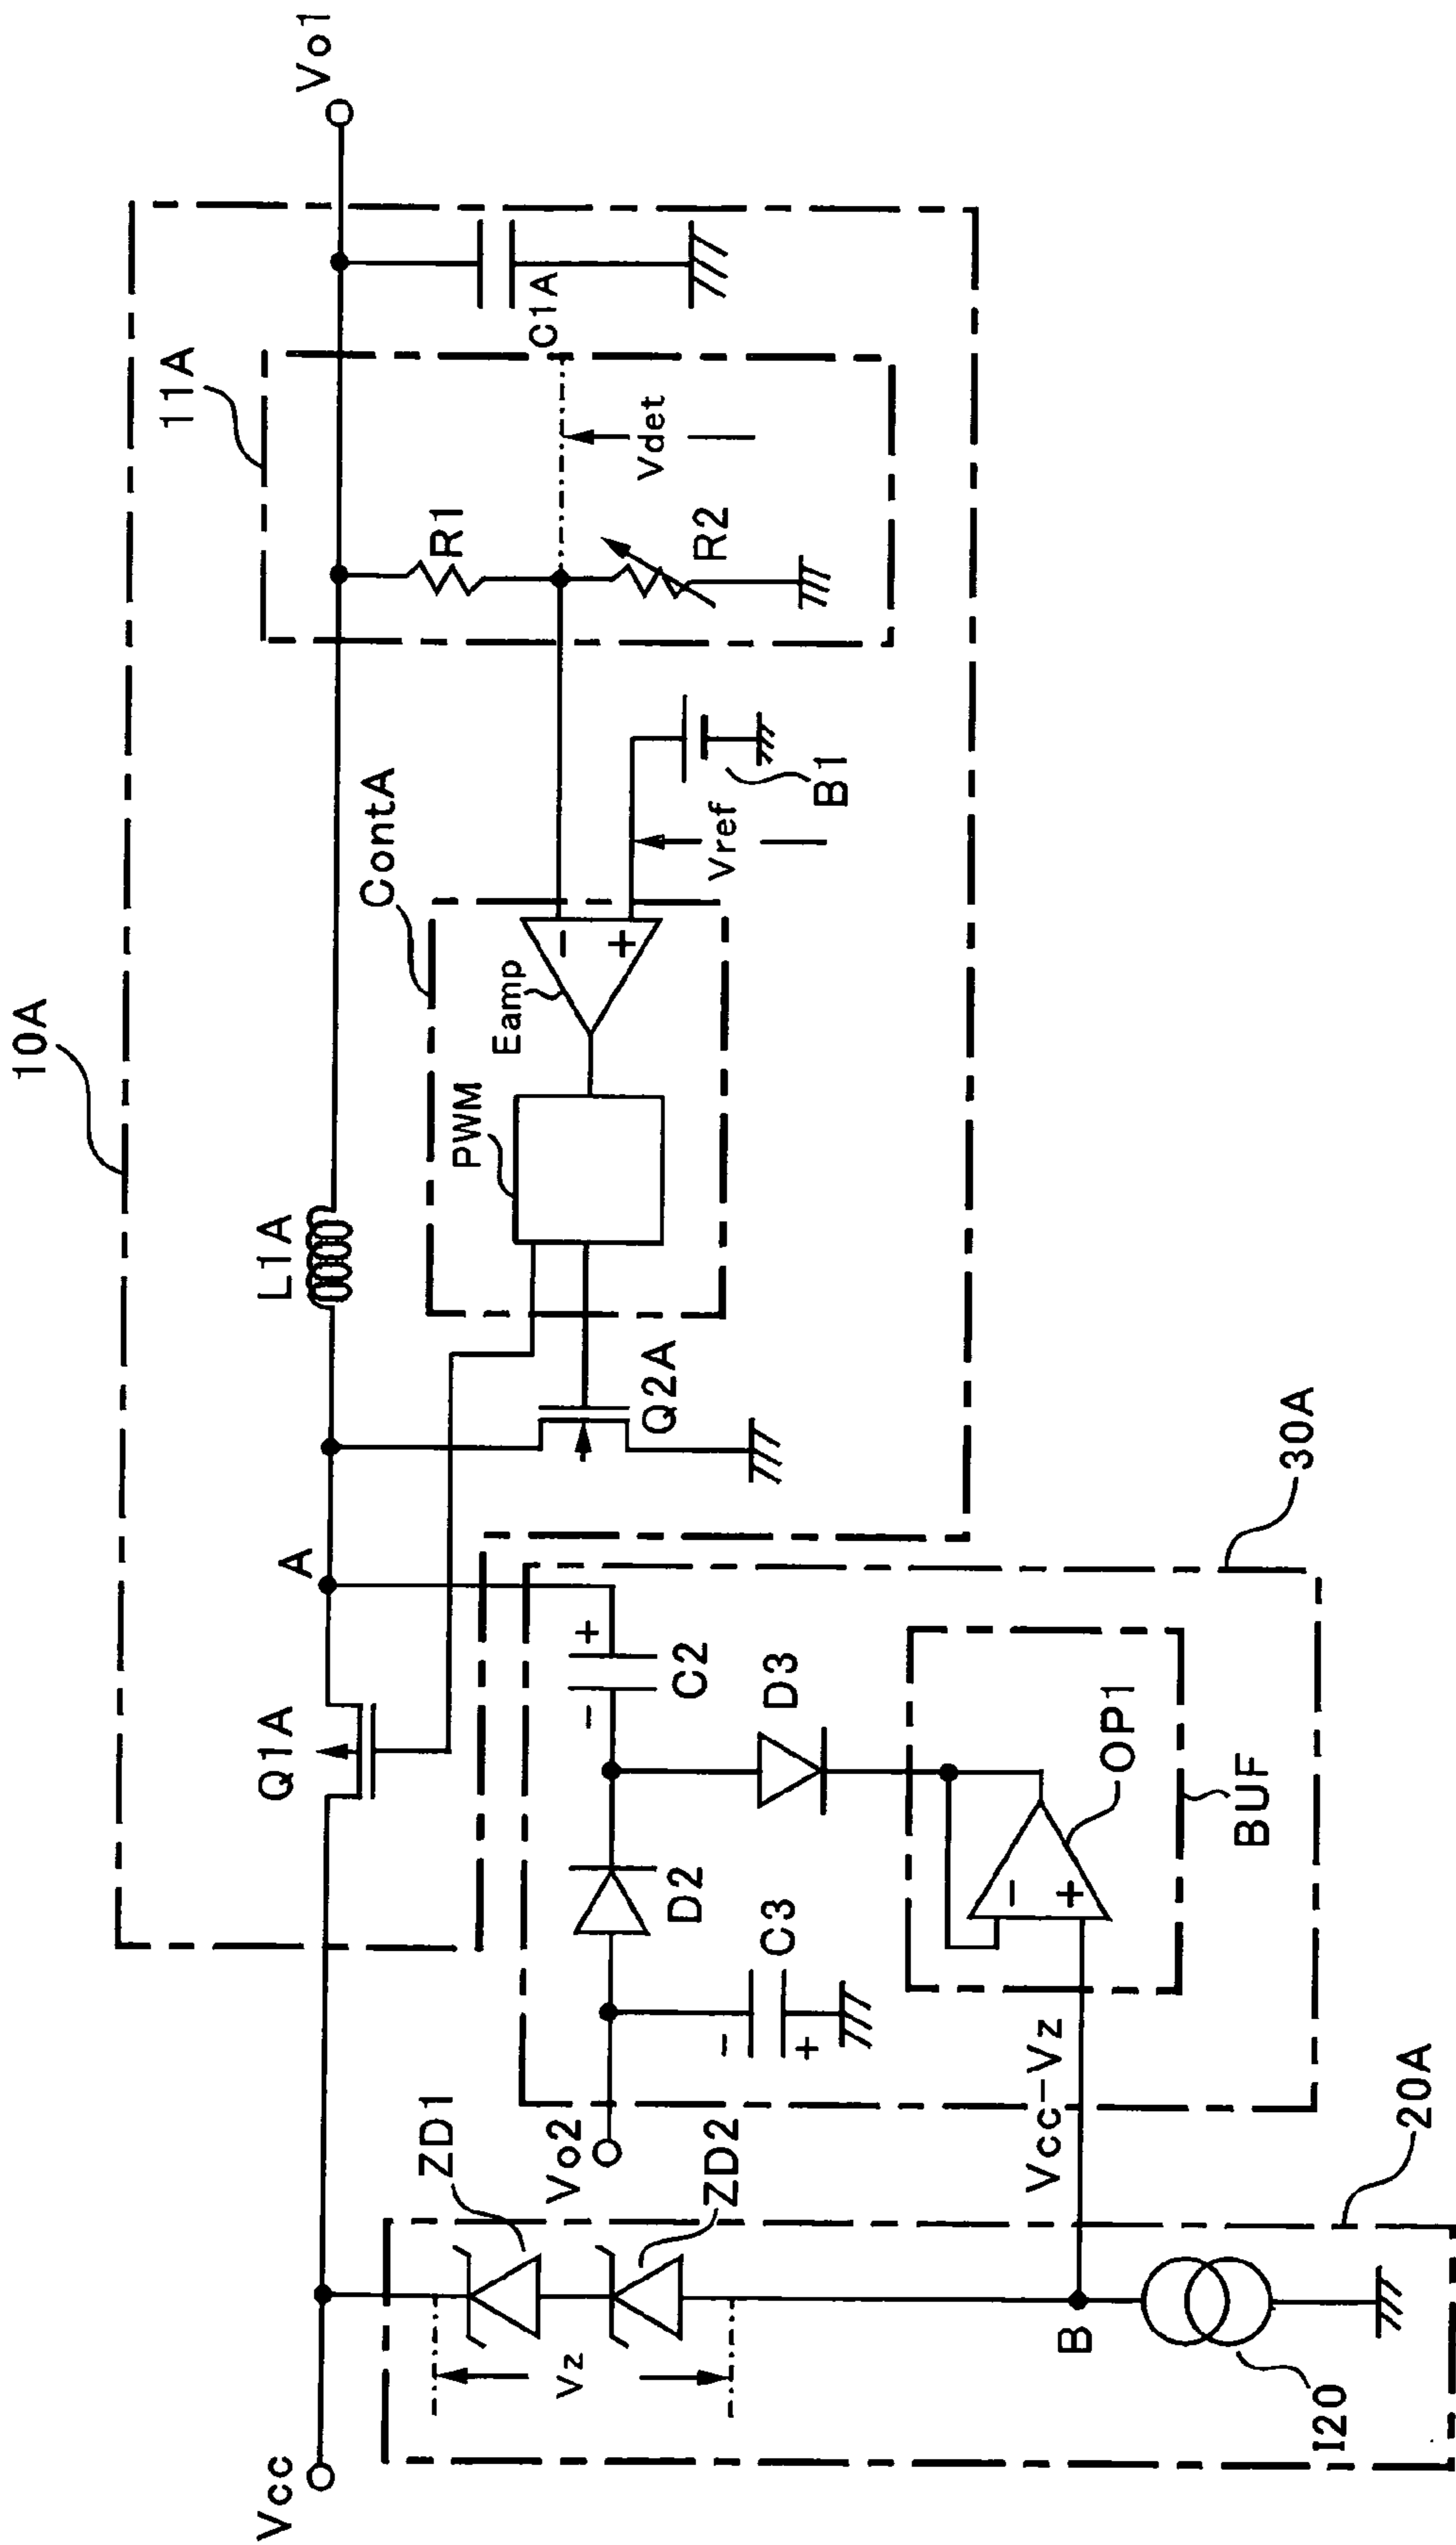 10A
11A
Vcc
Vo1
Q1A
A
L1A
ContA
R1
C1A
PWM
Eamp
-
+
Vdet
R2
Vref
B1
Q2A
ZD1
Vz
ZD2
Vo2
D2
-
+
C2
-
+
C3
D3
30A
Vcc-Vz
-
+
OP1
BUF
B
I20
20A